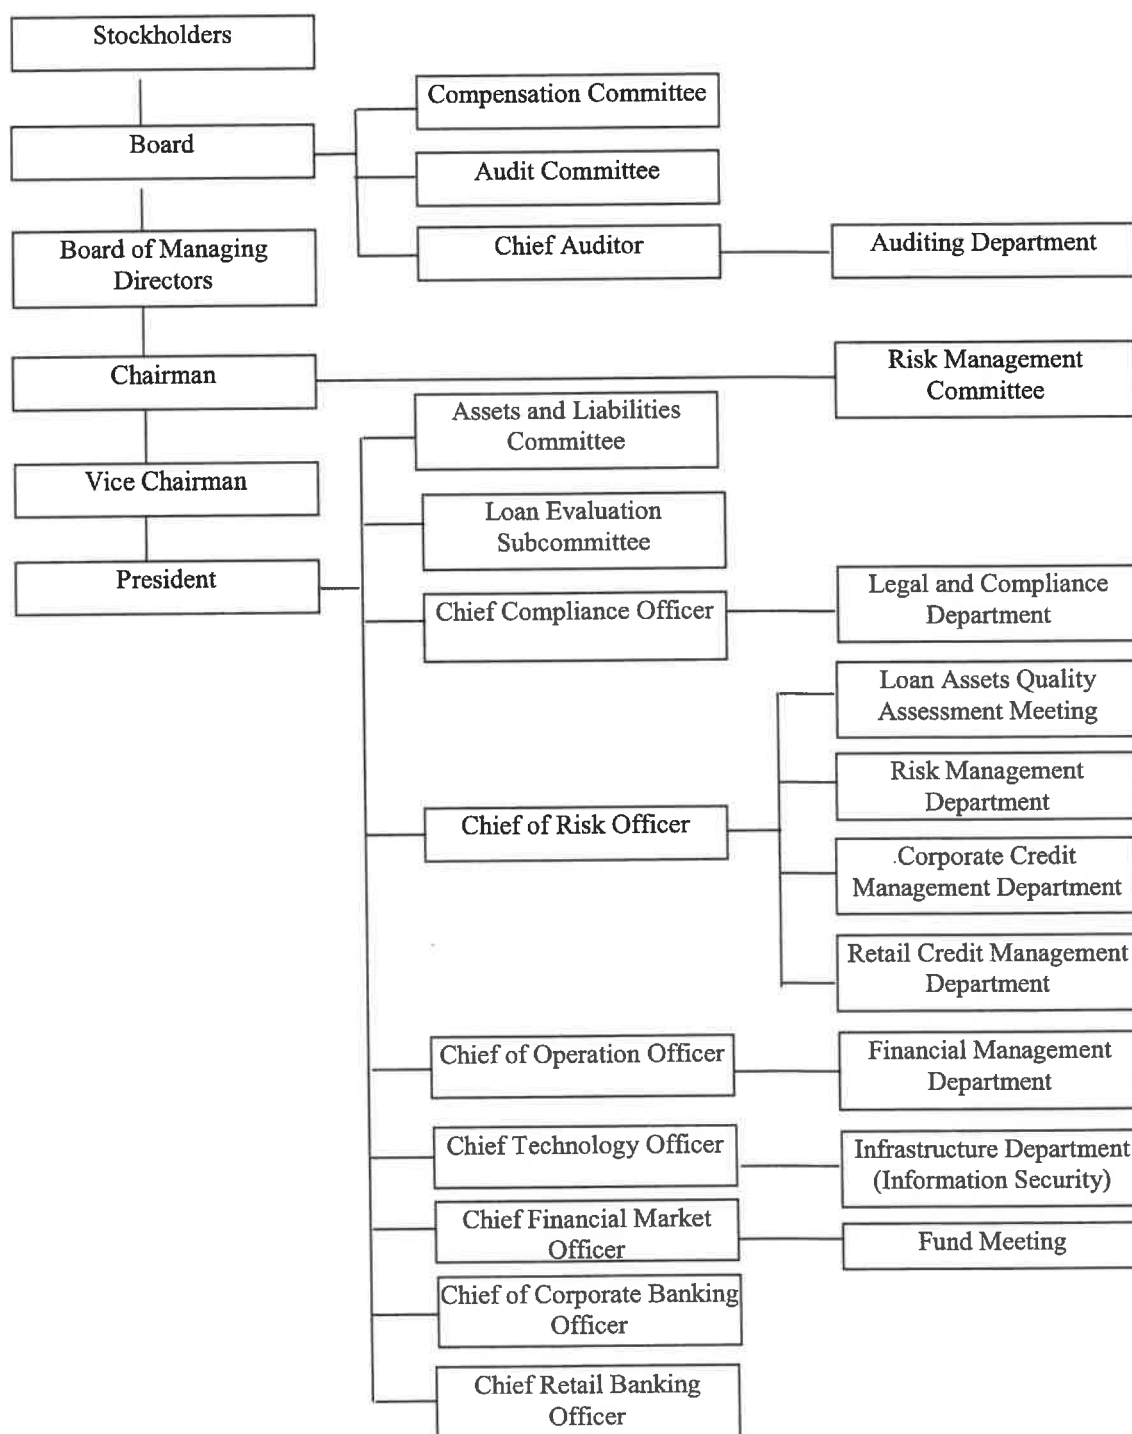 Stockholders
Compensation Committee
Board
Audit Committee
Chief Auditor
Auditing Department
Board of Managing
Directors
Chairman
Risk Management
Committee
Assets and Liabilities
Committee
Vice Chairman
Loan Evaluation
Subcommittee
President
Chief Compliance Officer
Legal and Compliance
Department
Loan Assets Quality
Assessment Meeting
Risk Management
Department
Chief of Risk Officer
Corporate Credit
Management Department
Retail Credit Management
Department
Chief of Operation Officer
Financial Management
Department
Chief Technology Officer
Infrastructure Department
(Information Security)
Chief Financial Market
Officer
Fund Meeting
Chief of Corporate Banking
Officer
Chief Retail Banking
Officer